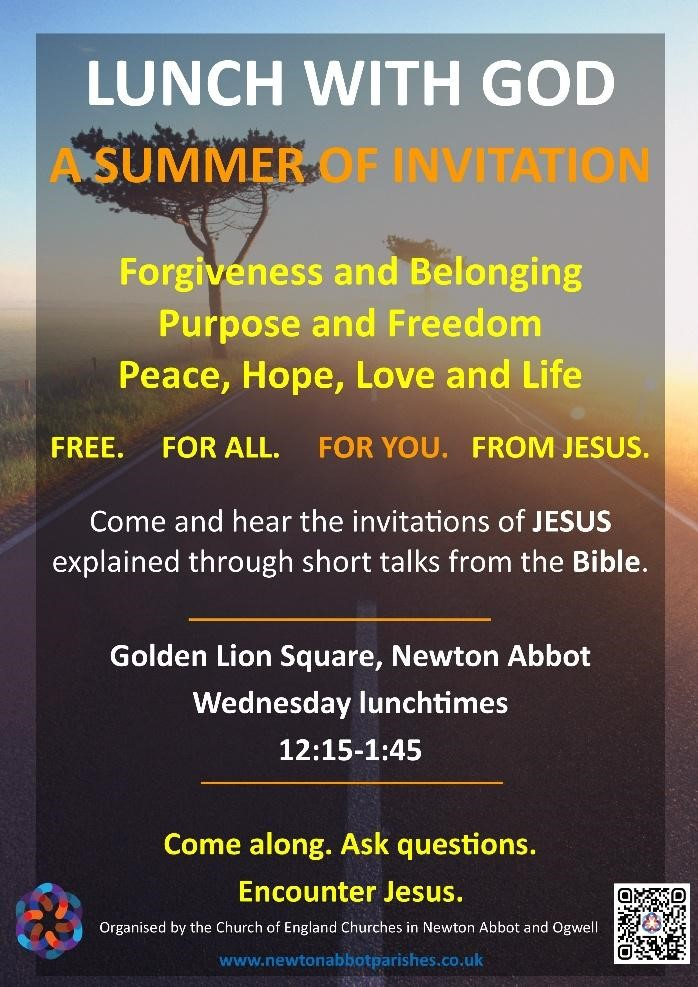 LUNCH WITH GOD
A SUMMER OF INVITATION
Forgiveness and Belonging
Purpose and Freedom
Peace, Hope, Love and Life
FREE. FOR ALL. FOR YOU. FROM JESUS.
Come and hear the invitations of JESUS
explained through short talks from the Bible.
Golden Lion Square, Newton Abbot
Wednesday lunchtimes
12:15-1:45
Come along. Ask questions.
Encounter Jesus.
Organised by the Church of England Churches in Newton Abbot and Ogwell
www.newtonabbotparishes.co.uk